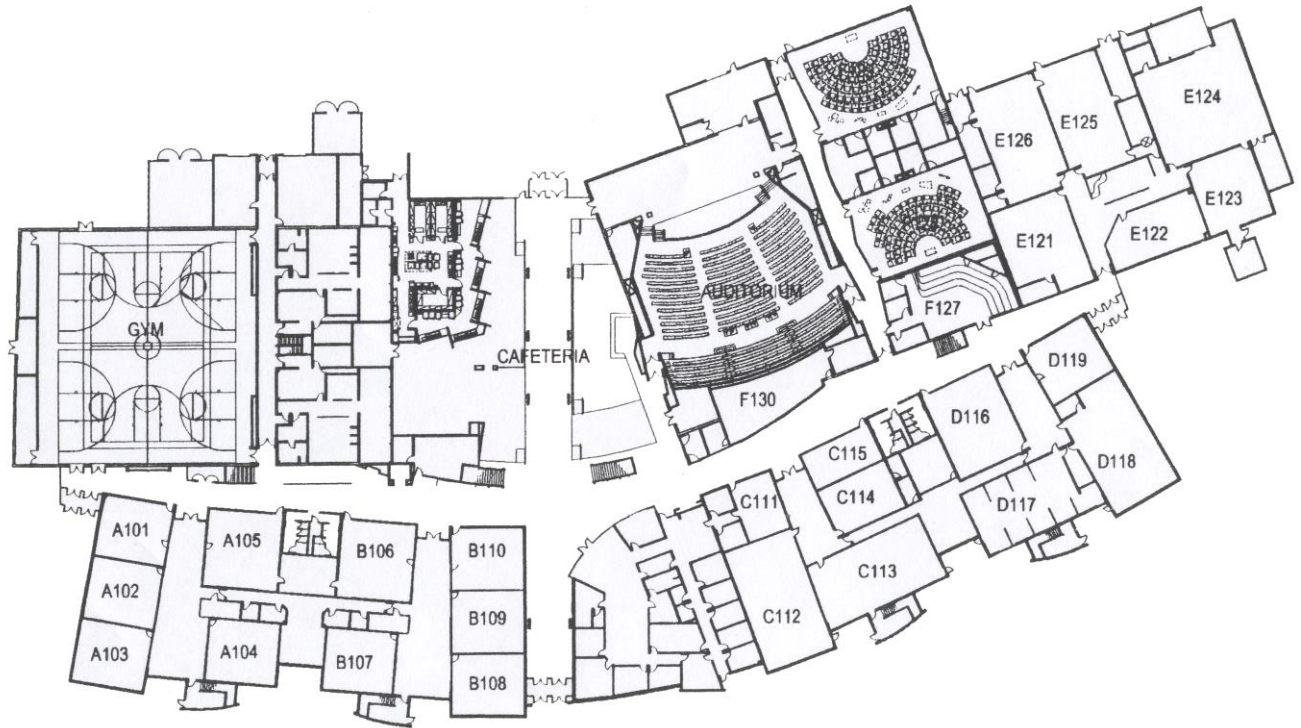 E124
E125
E126
E123
E121
E122
AUDITORIUM
F127
GYM
CAFETERIA
D119
F130
D116
C115
D118
C114
C111
D117
A101
A105
B106
B110
C113
A102
B109
C112
A103
A104
B107
B108